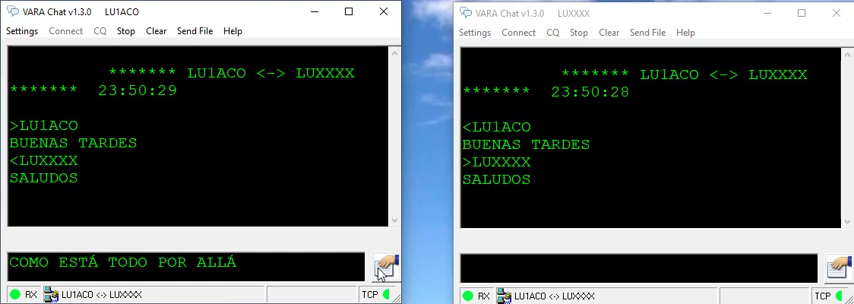 VARA Chat v1.3.0 LU1ACO
Settings Connect CQ Stop Clear Send File Help
******* LU1ACO <-> LUXXXX
******* 23:50:29
>LU1ACO
BUENAS TARDES
<LUXXXX
SALUDOS
COMO ESTÁ TODO POR ALLÁ
RX LU1ACO <-> LUXXXX TCP
VARA Chat v1.3.0 LUXXXX
Settings Connect CQ Stop Clear Send File Help
******* LU1ACO <-> LUXXXX
******* 23:50:28
<LU1ACO
BUENAS TARDES
>LUXXXX
SALUDOS
RX LU1ACO <-> LUXXXX TCP